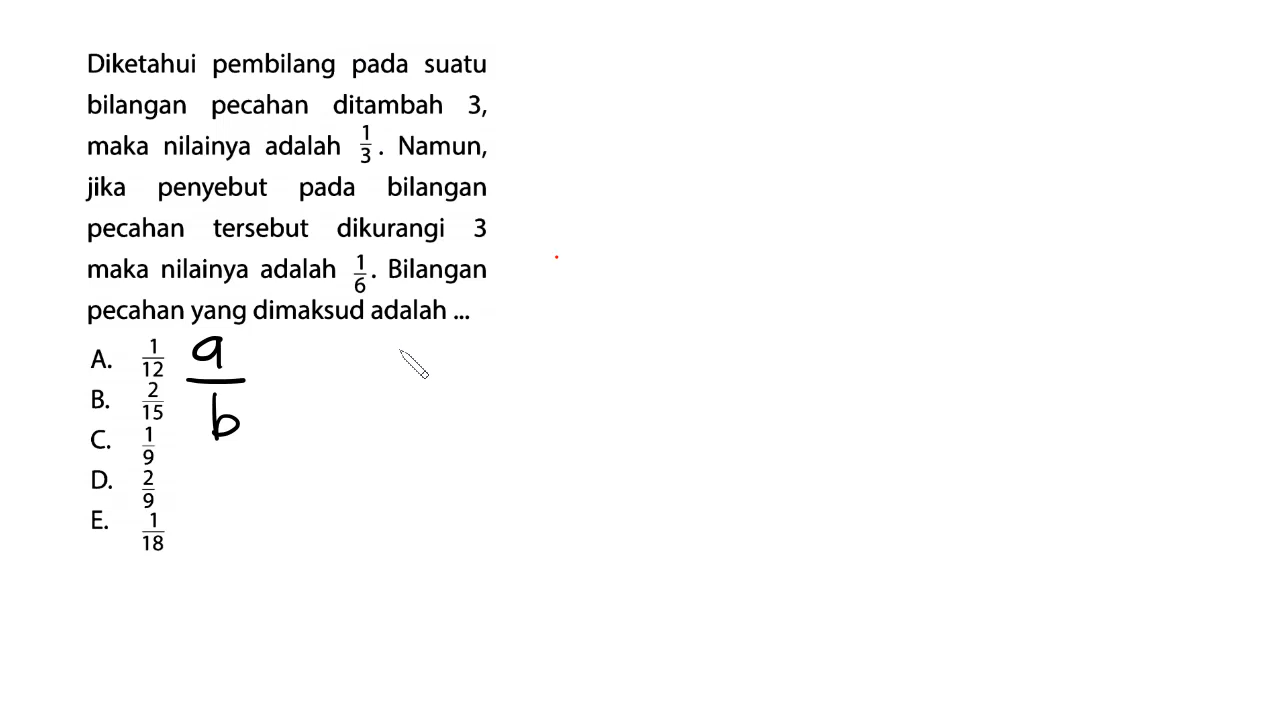 Diketahui pembilang pada suatu
bilangan pecahan ditambah 3,
maka nilainya adalah 1/3. Namun,
jika penyebut pada bilangan
pecahan tersebut dikurangi 3
maka nilainya adalah 1/6. Bilangan
pecahan yang dimaksud adalah ...
A. 1/12
B. 2/15
C. 1/9
D. 2/9
E. 1/18
a
b